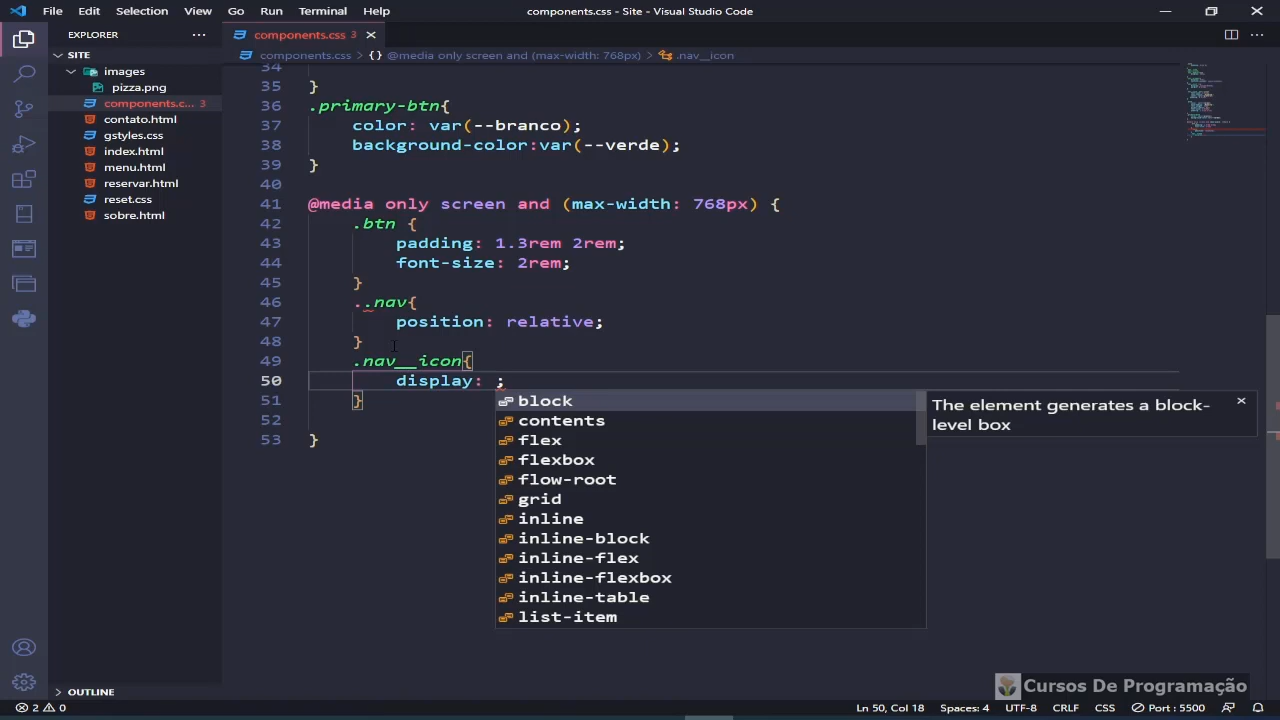 File Edit Selection View Go Run Terminal Help
components.css - Site - Visual Studio Code
EXPLORER
SITE
images
pizza.png
components.c... 3
contato.html
gstyles.css
index.html
menu.html
reservar.html
reset.css
sobre.html
OUTLINE
components.css 3
components.css > {} @media only screen and (max-width: 768px) > .nav__icon
34
35 }
36 .primary-btn{
37 color: var(--branco);
38 background-color:var(--verde);
39 }
40
41 @media only screen and (max-width: 768px) {
42 .btn {
43 padding: 1.3rem 2rem;
44 font-size: 2rem;
45 }
46 ..nav{
47 position: relative;
48 }
49 .nav__icon{
50 display: ;
51 }
52
53 }
block
contents
flex
flexbox
flow-root
grid
inline
inline-block
inline-flex
inline-flexbox
inline-table
list-item
The element generates a block-
level box
Cursos De Programação
2 0
Ln 50, Col 18 Spaces: 4 UTF-8 CRLF CSS Port : 5500